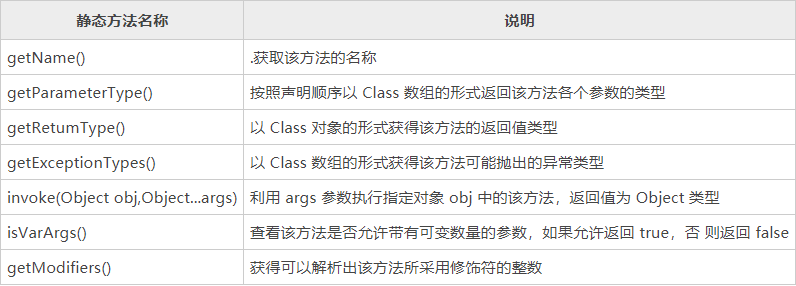 静态方法名称 说明
getName() .获取该方法的名称
getParameterType() 按照声明顺序以 Class 数组的形式返回该方法各个参数的类型
getRetumType() 以 Class 对象的形式获得该方法的返回值类型
getExceptionTypes() 以 Class 数组的形式获得该方法可能抛出的异常类型
invoke(Object obj,Object...args) 利用 args 参数执行指定对象 obj 中的该方法，返回值为 Object 类型
isVarArgs() 查看该方法是否允许带有可变数量的参数，如果允许返回 true，否 则返回 false
getModifiers() 获得可以解析出该方法所采用修饰符的整数